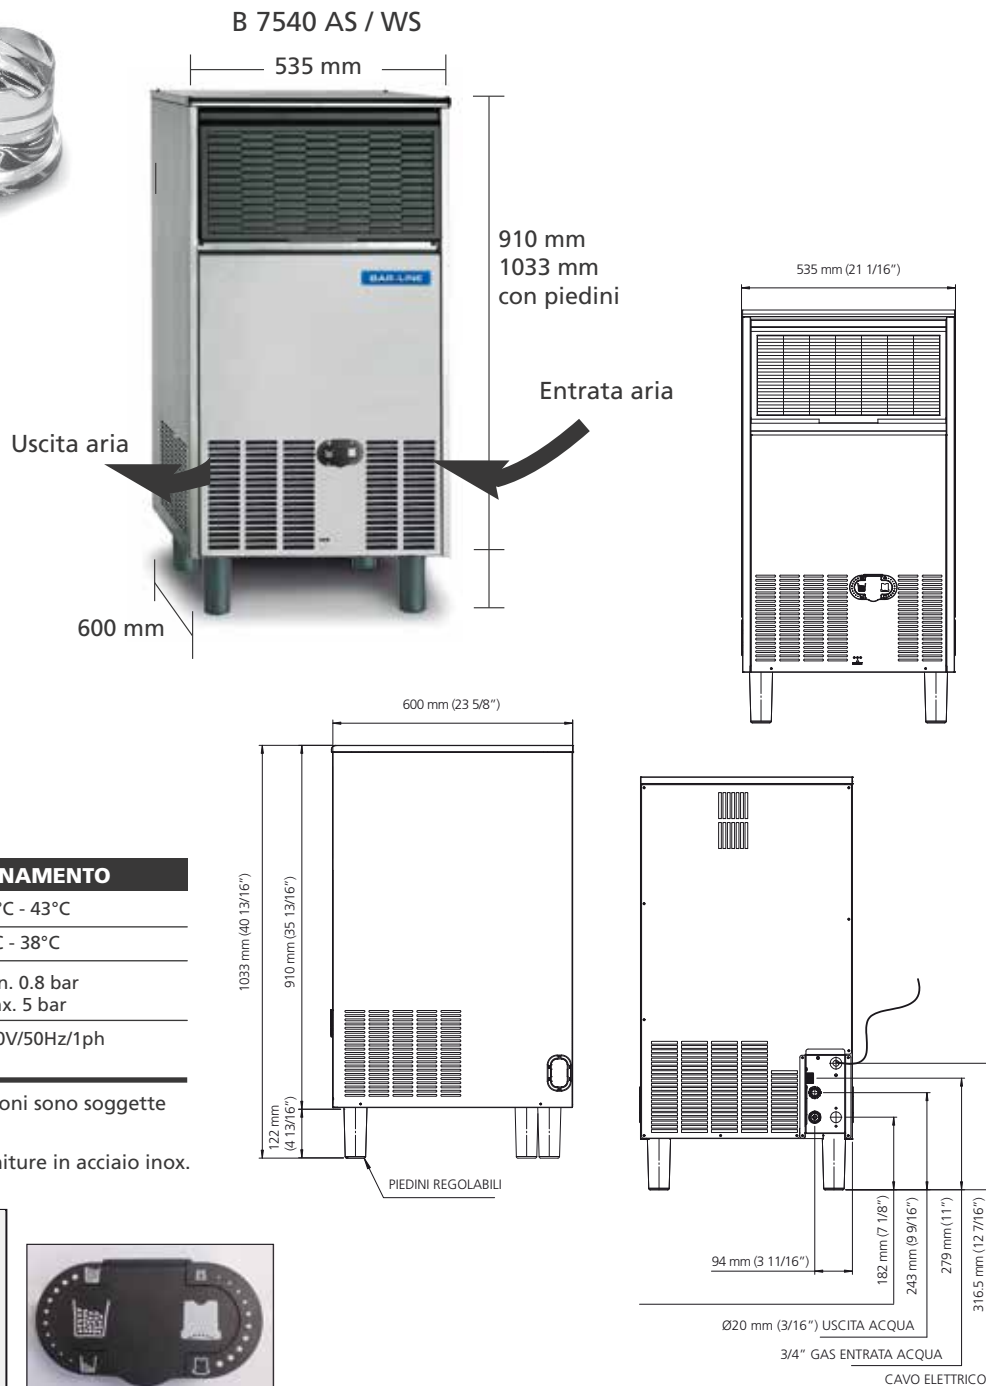 B 7540 AS / WS
535 mm
910 mm
1033 mm
con piedini
BAR-LINE
Entrata aria
Uscita aria
600 mm
535 mm (21 1/16")
600 mm (23 5/8")
1033 mm (40 13/16")
910 mm (35 13/16")
122 mm
(4 13/16")
PIEDINI REGOLABILI
NAMENTO
°C - 43°C
C - 38°C
n. 0.8 bar
x. 5 bar
0V/50Hz/1ph
oni sono soggette
niture in acciaio inox.
94 mm (3 11/16")
182 mm (7 1/8")
243 mm (9 9/16")
279 mm (11")
316.5 mm (12 7/16")
Ø20 mm (3/16") USCITA ACQUA
3/4" GAS ENTRATA ACQUA
CAVO ELETTRICO